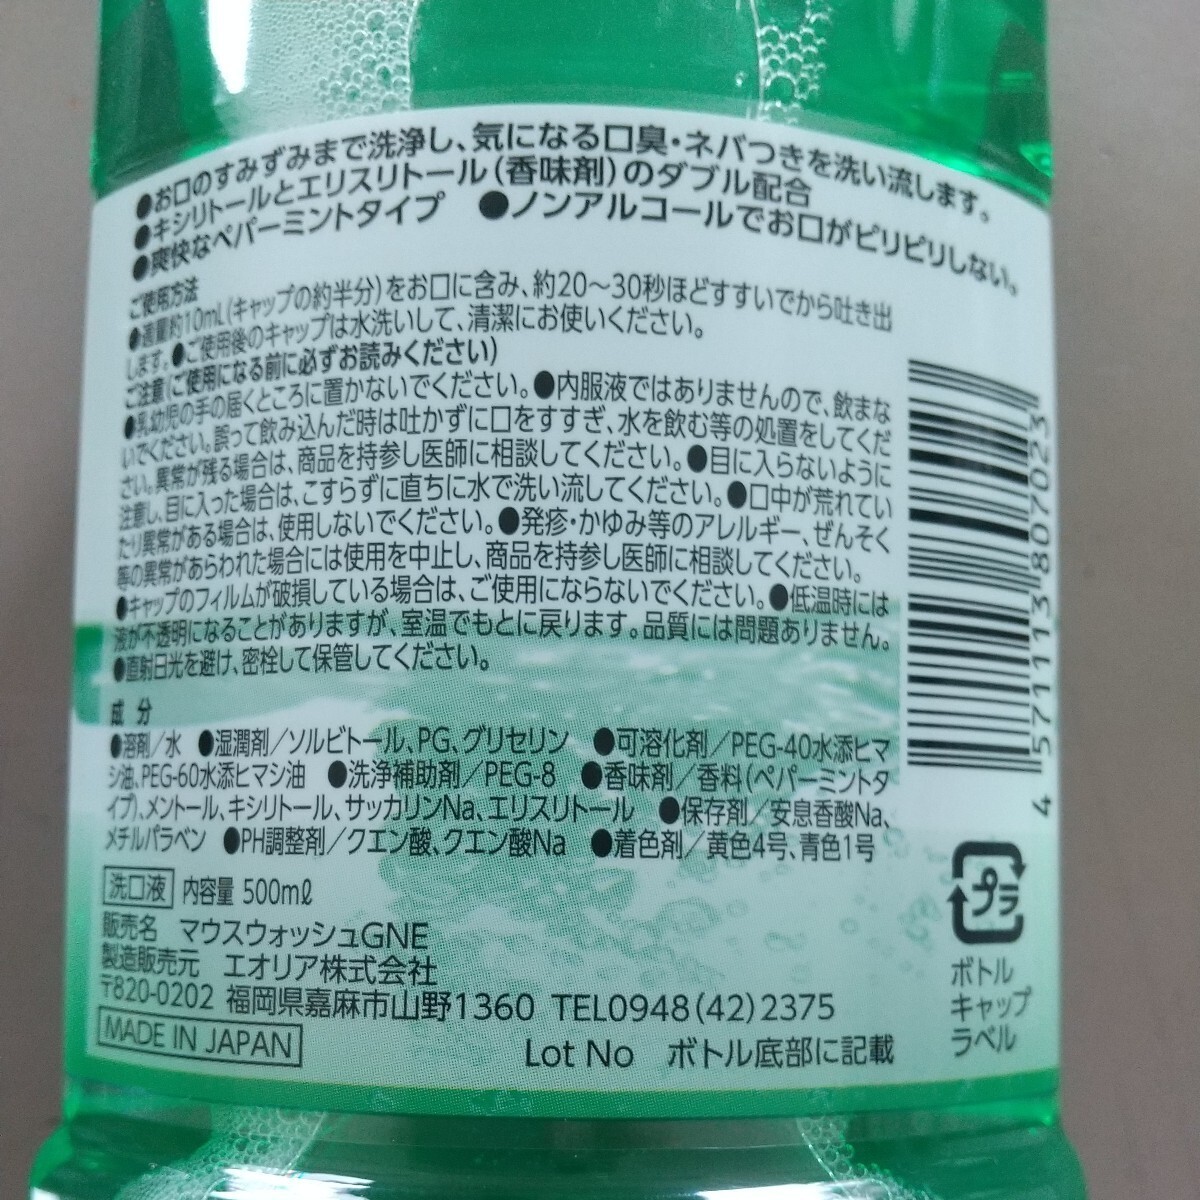 ●お口のすみずみまで洗浄し、気になる口臭・ネバつきを洗い流します。
●キシリトールとエリスリトール(香味剤)のダブル配合
●爽快なペパーミントタイプ ●ノンアルコールでお口がピリピリしない。
ご使用方法
●適量約10mL(キャップの約半分)をお口に含み、約20〜30秒ほどすすいでから吐き出
します。●ご使用後のキャップは水洗いして、清潔にお使いください。
ご注意(ご使用になる前に必ずお読みください)
●乳幼児の手の届くところに置かないでください。●内服液ではありませんので、飲まな
いでください。誤って飲み込んだ時は吐かずに口をすすぎ、水を飲む等の処置をしてくだ
さい。異常が残る場合は、商品を持参し医師に相談してください。●目に入らないように
注意し、目に入った場合は、こすらずに直ちに水で洗い流してください。●口中が荒れてい
たり異常がある場合は、使用しないでください。●発疹・かゆみ等のアレルギー、ぜんそく
等の異常があらわれた場合には使用を中止し、商品を持参し医師に相談してください。
●キャップのフィルムが破損している場合は、ご使用にならないでください。●低温時には
液が不透明になることがありますが、室温でもとに戻ります。品質には問題ありません。
●直射日光を避け、密栓して保管してください。
成 分
●溶剤/水 ●湿潤剤/ソルビトール、PG、グリセリン ●可溶化剤/PEG-40水添ヒマ
シ油、PEG-60水添ヒマシ油 ●洗浄補助剤/PEG-8 ●香味剤/香料(ペパーミントタ
イプ)、メントール、キシリトール、サッカリンNa、エリスリトール ●保存剤/安息香酸Na、
メチルパラベン ●PH調整剤/クエン酸、クエン酸Na ●着色剤/黄色4号、青色1号
洗口液 内容量 500mℓ
販売名 マウスウォッシュGNE
製造販売元 エオリア株式会社
〒820-0202 福岡県嘉麻市山野1360 TEL0948(42)2375
MADE IN JAPAN
Lot No ボトル底部に記載
4 571113 807023
プラ
ボトル
キャップ
ラベル